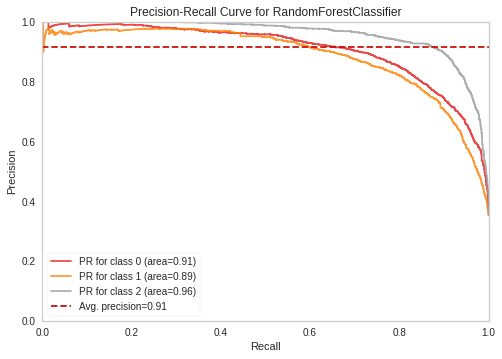 Precision-Recall Curve for RandomForestClassifier
1.0
0.8
0.6
0.4
0.2
0.0
Precision
PR for class 0 (area=0.91)
PR for class 1 (area=0.89)
PR for class 2 (area=0.96)
Avg. precision=0.91
0.0 0.2 0.4 0.6 0.8 1.0
Recall